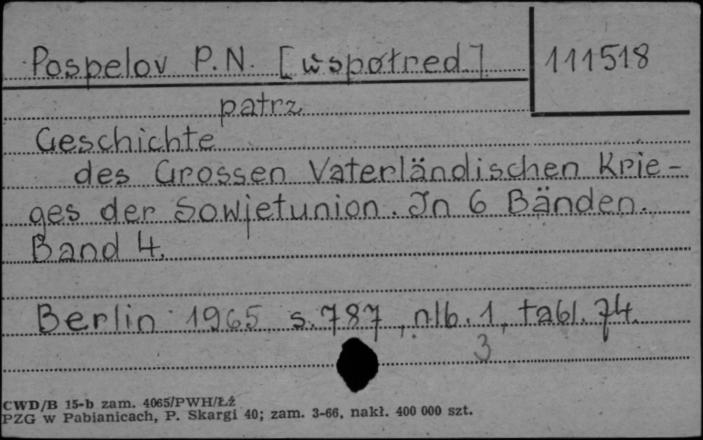 Pospelov P.N. [współred.] 111518
patrz
Geschichte
des Grossen Vaterländischen Krie-
ges der Sowjetunion. In 6 Bänden.
Band 4.
Berlin 1965 s. 787, nlb. 1, tabl. 74.
3
CWD/B 15-b zam. 4065/PWH/Łż
PZG w Pabianicach, P. Skargi 40; zam. 3-66, nakł. 400 000 szt.